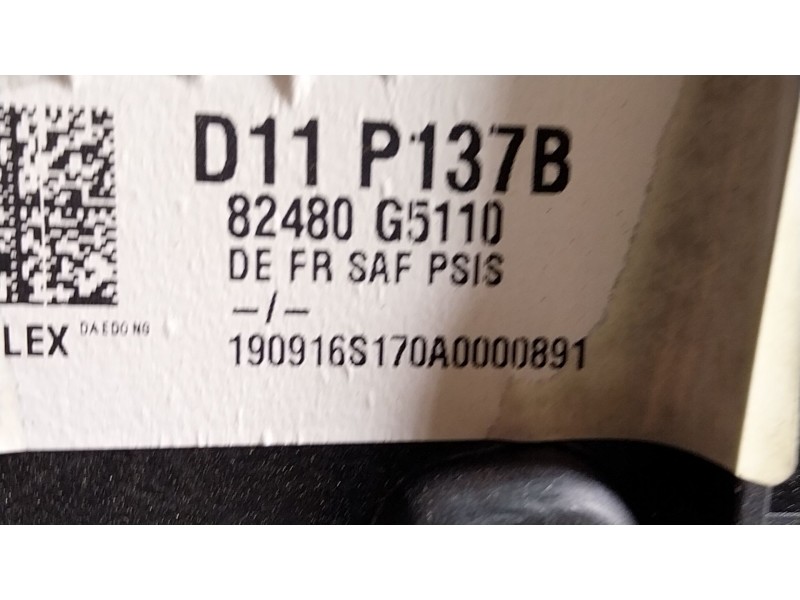 D11 P137B
82480 G5110
DE FR SAF PSIS
-/-
LEX DAEDONG
190916S170A0000891